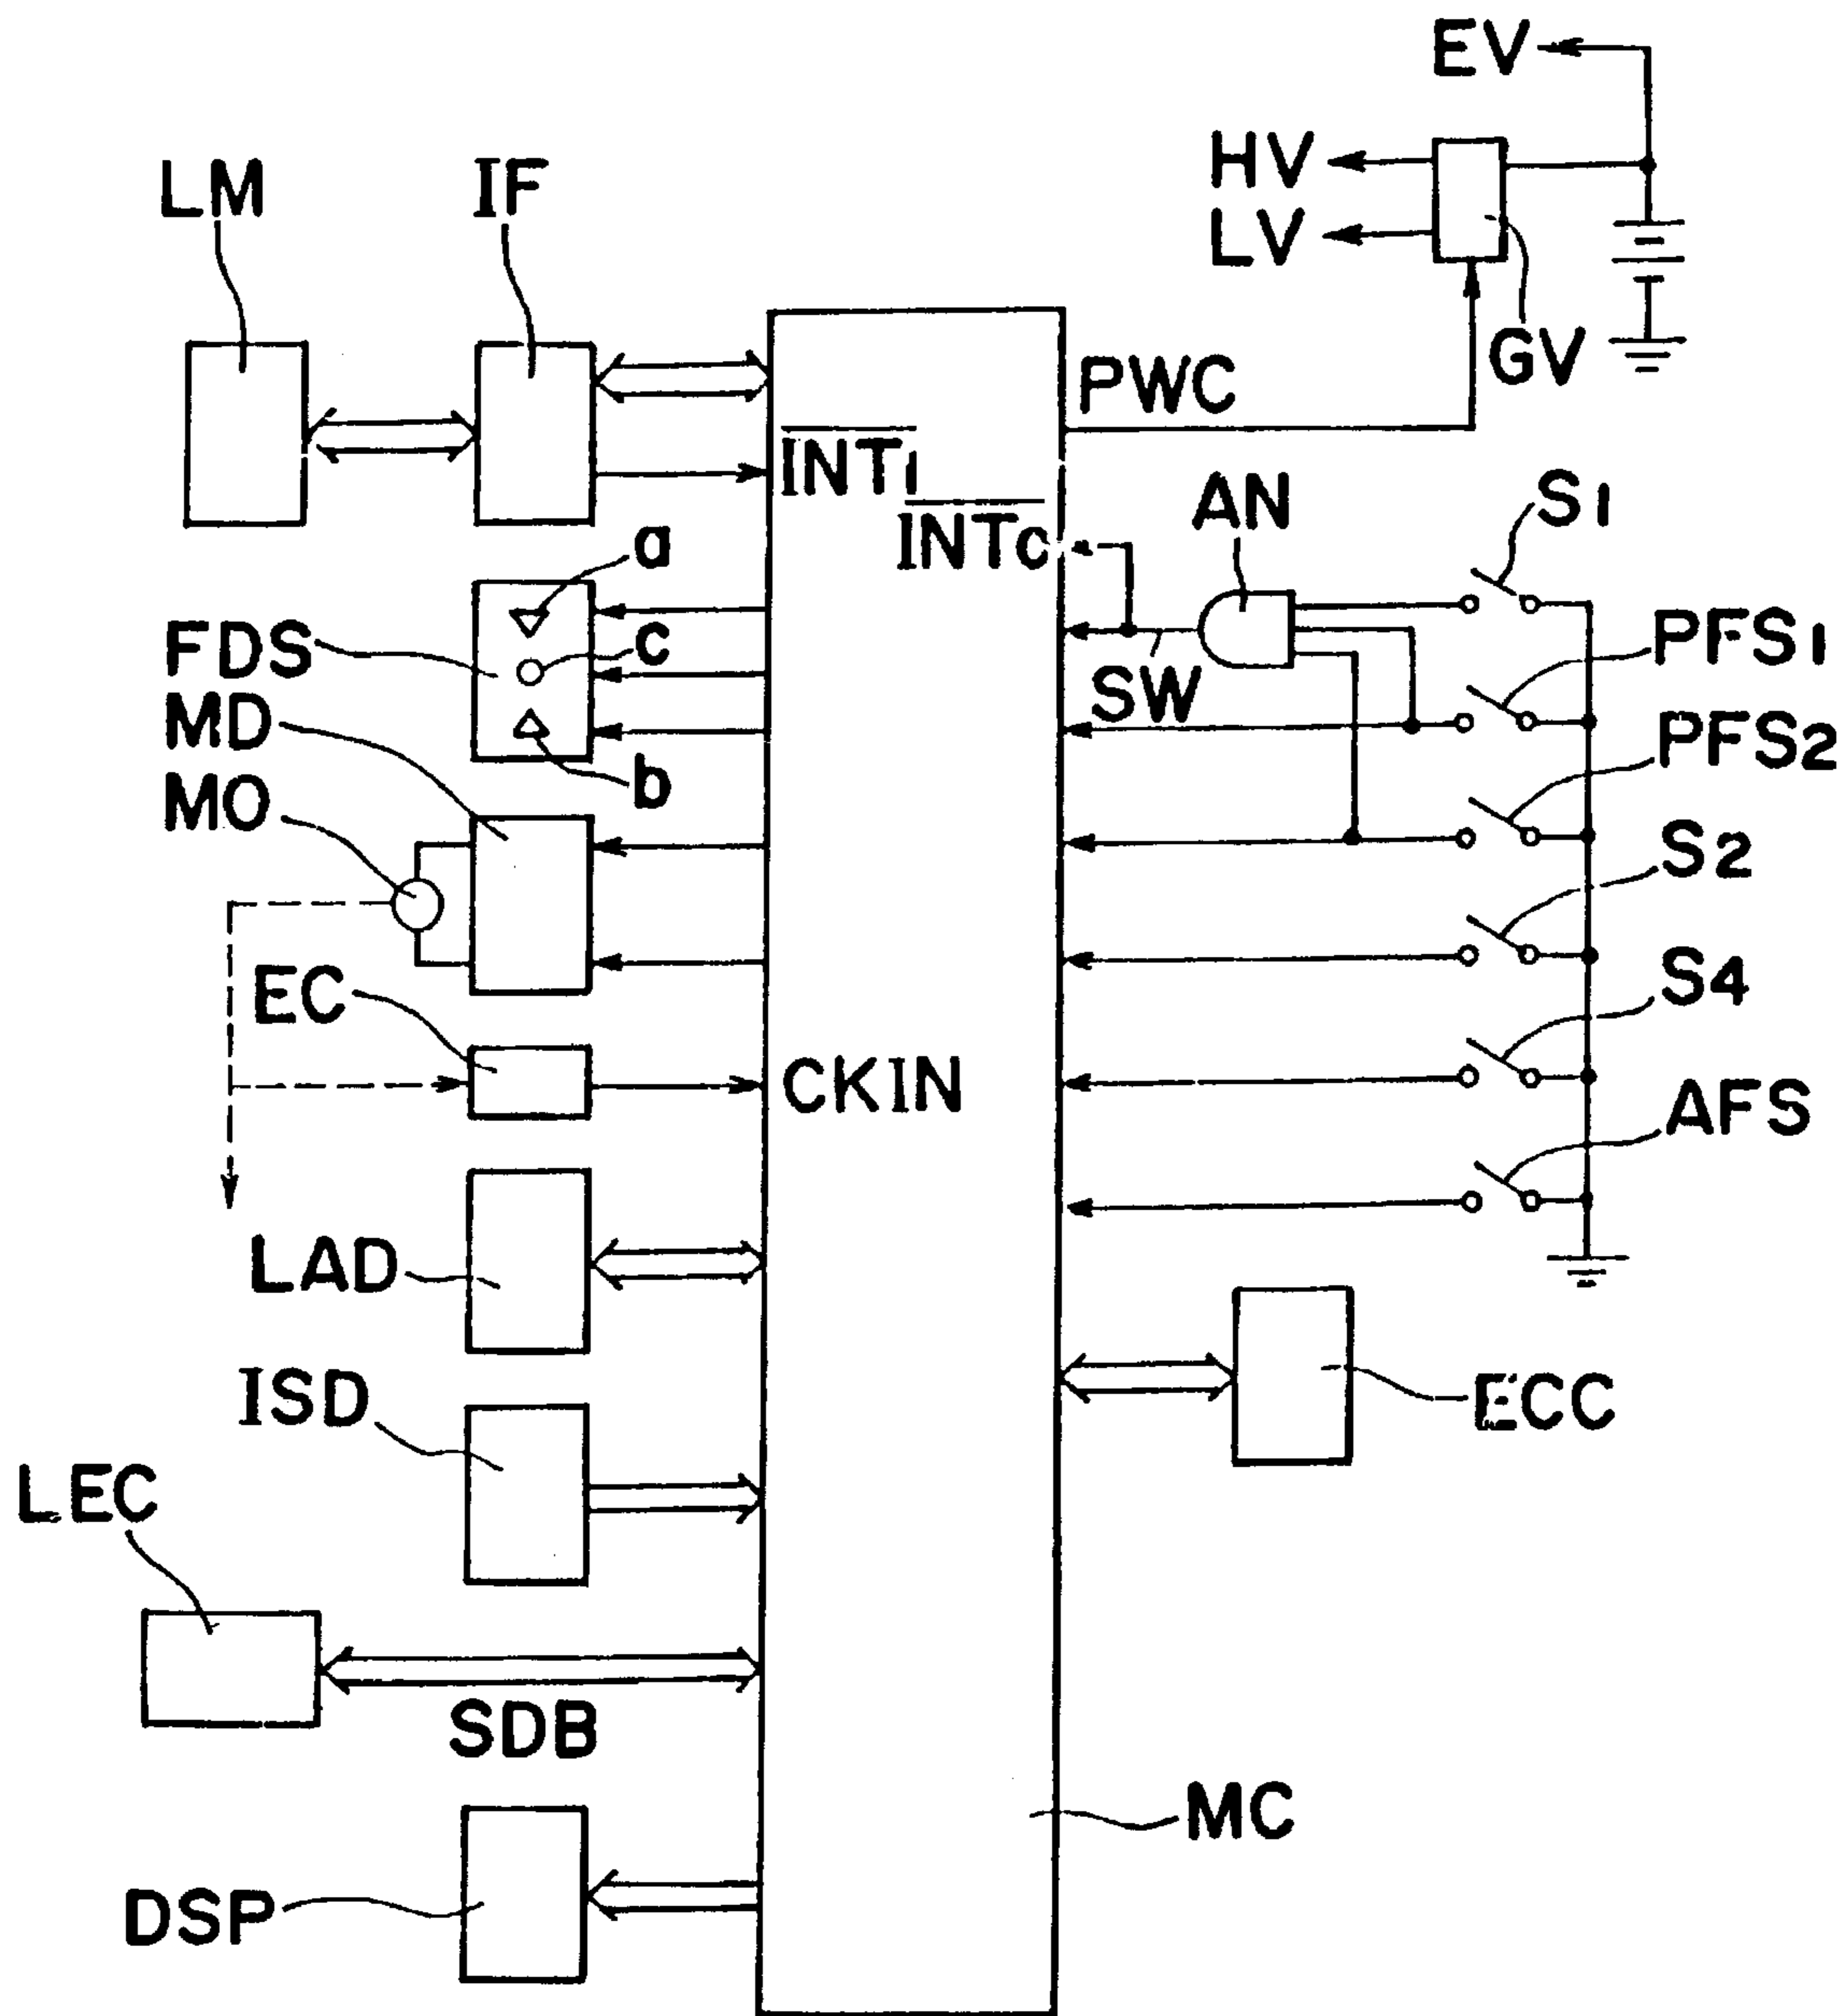 EV
HV
LV
GV
LM
IF
PWC
INT1
INT0
AN
S1
a
c
b
FDS
MD
MO
SW
PFS1
PFS2
S2
S4
AFS
EC
CKIN
LAD
ISD
ECC
LEC
SDB
MC
DSP